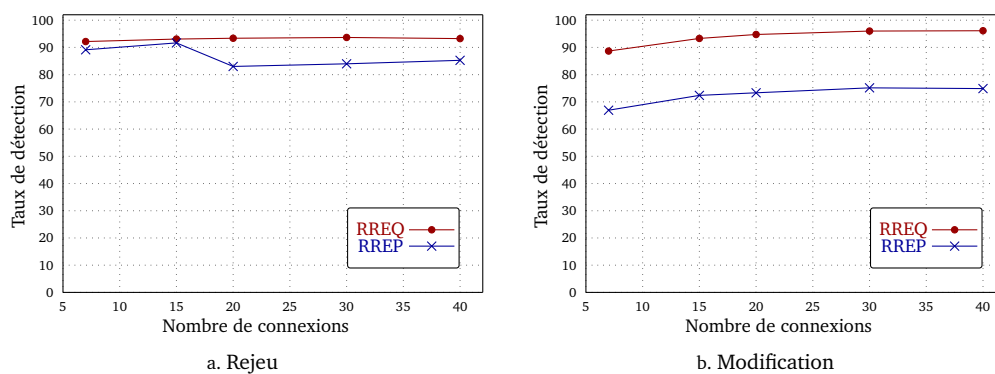 100
90
80
70
60
50
40
30
20
10
0
Taux de détection
RREQ
RREP
5 10 15 20 25 30 35 40
Nombre de connexions
a. Rejeu
100
90
80
70
60
50
40
30
20
10
0
Taux de détection
RREQ
RREP
5 10 15 20 25 30 35 40
Nombre de connexions
b. Modification